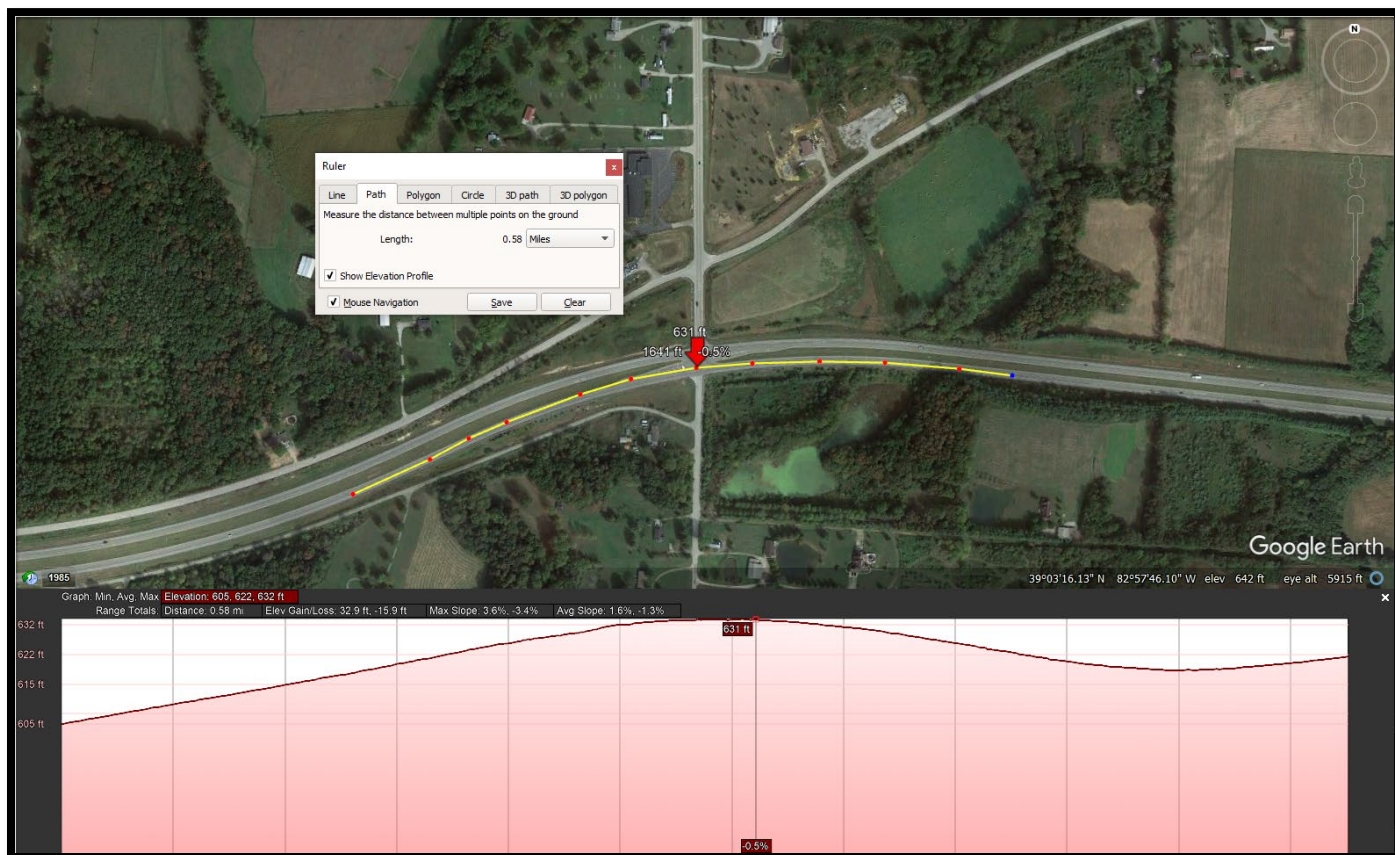 N
Ruler
x
Line Path Polygon Circle 3D path 3D polygon
Measure the distance between multiple points on the ground
Length: 0.58 Miles
Show Elevation Profile
Mouse Navigation Save Clear
631 ft
1641 ft -0.5%
Google Earth
1985
39°03'16.13" N 82°57'46.10" W elev 642 ft eye alt 5915 ft
Graph: Min, Avg, Max Elevation: 605, 622, 632 ft
Range Totals: Distance: 0.58 mi Elev Gain/Loss: 32.9 ft, -15.9 ft Max Slope: 3.6%, -3.4% Avg Slope: 1.6%, -1.3%
632 ft
631 ft
622 ft
615 ft
605 ft
-0.5%